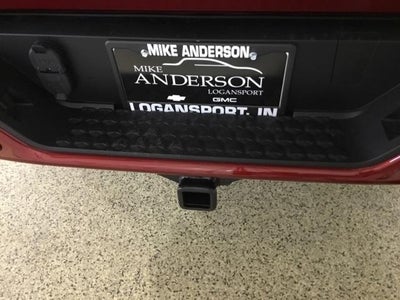 MIKE ANDERSON
MIKE
ANDERSON
LOGANSPORT
GMC
LOGANSPORT, IN